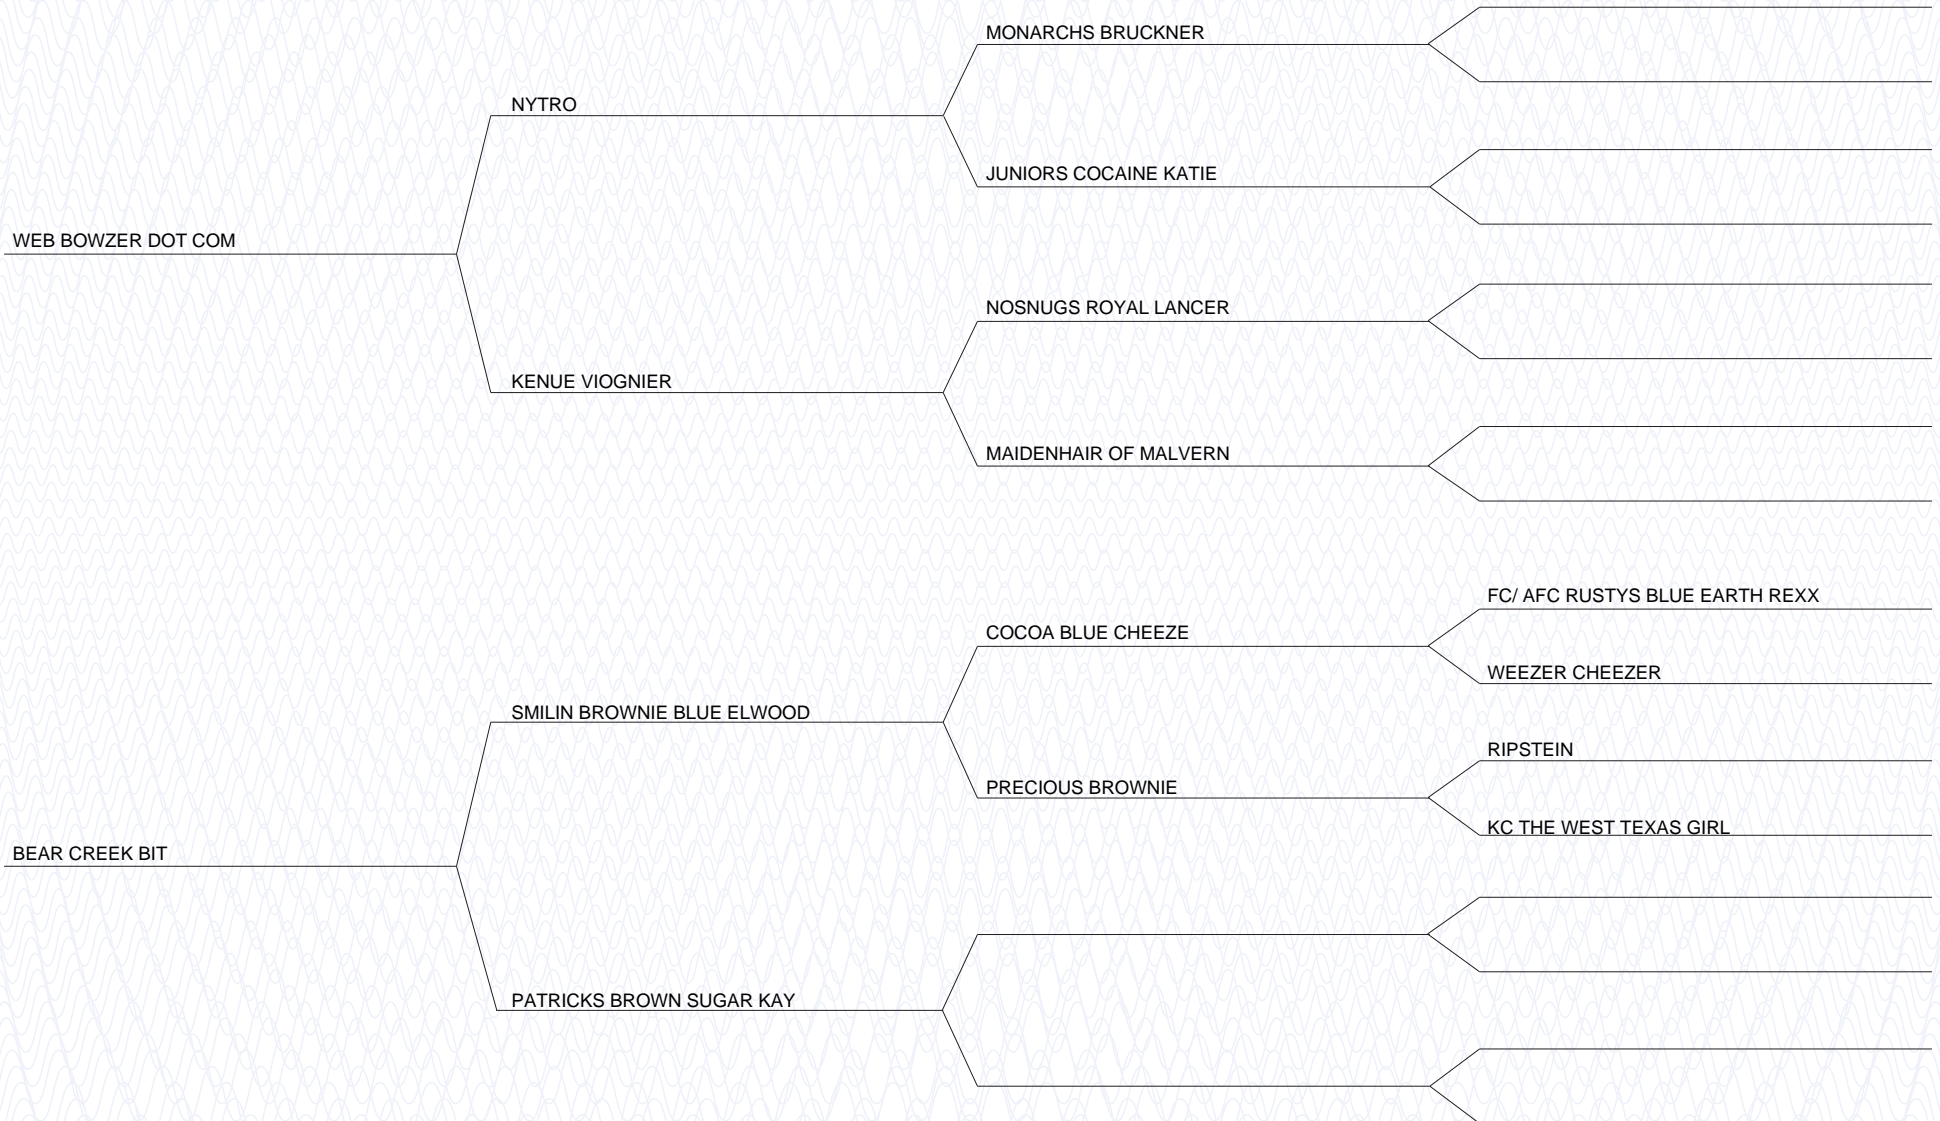 MONARCHS BRUCKNER
NYTRO
JUNIORS COCAINE KATIE
WEB BOWZER DOT COM
NOSNUGS ROYAL LANCER
KENUE VIOGNIER
MAIDENHAIR OF MALVERN
FC/ AFC RUSTYS BLUE EARTH REXX
COCOA BLUE CHEEZE
WEEZER CHEEZER
SMILIN BROWNIE BLUE ELWOOD
RIPSTEIN
PRECIOUS BROWNIE
KC THE WEST TEXAS GIRL
BEAR CREEK BIT
PATRICKS BROWN SUGAR KAY